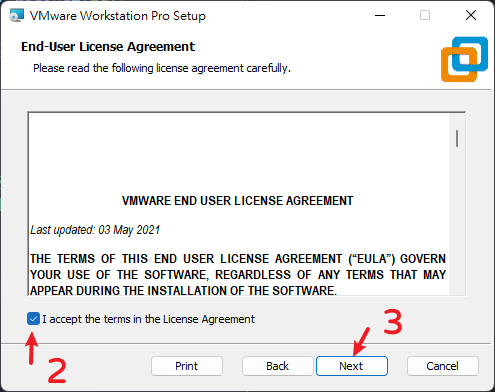 VMware Workstation Pro Setup
End-User License Agreement
Please read the following license agreement carefully.
VMWARE END USER LICENSE AGREEMENT
Last updated: 03 May 2021
THE TERMS OF THIS END USER LICENSE AGREEMENT (“EULA”) GOVERN
YOUR USE OF THE SOFTWARE, REGARDLESS OF ANY TERMS THAT MAY
APPEAR DURING THE INSTALLATION OF THE SOFTWARE.
I accept the terms in the License Agreement
2
3
Print Back Next Cancel